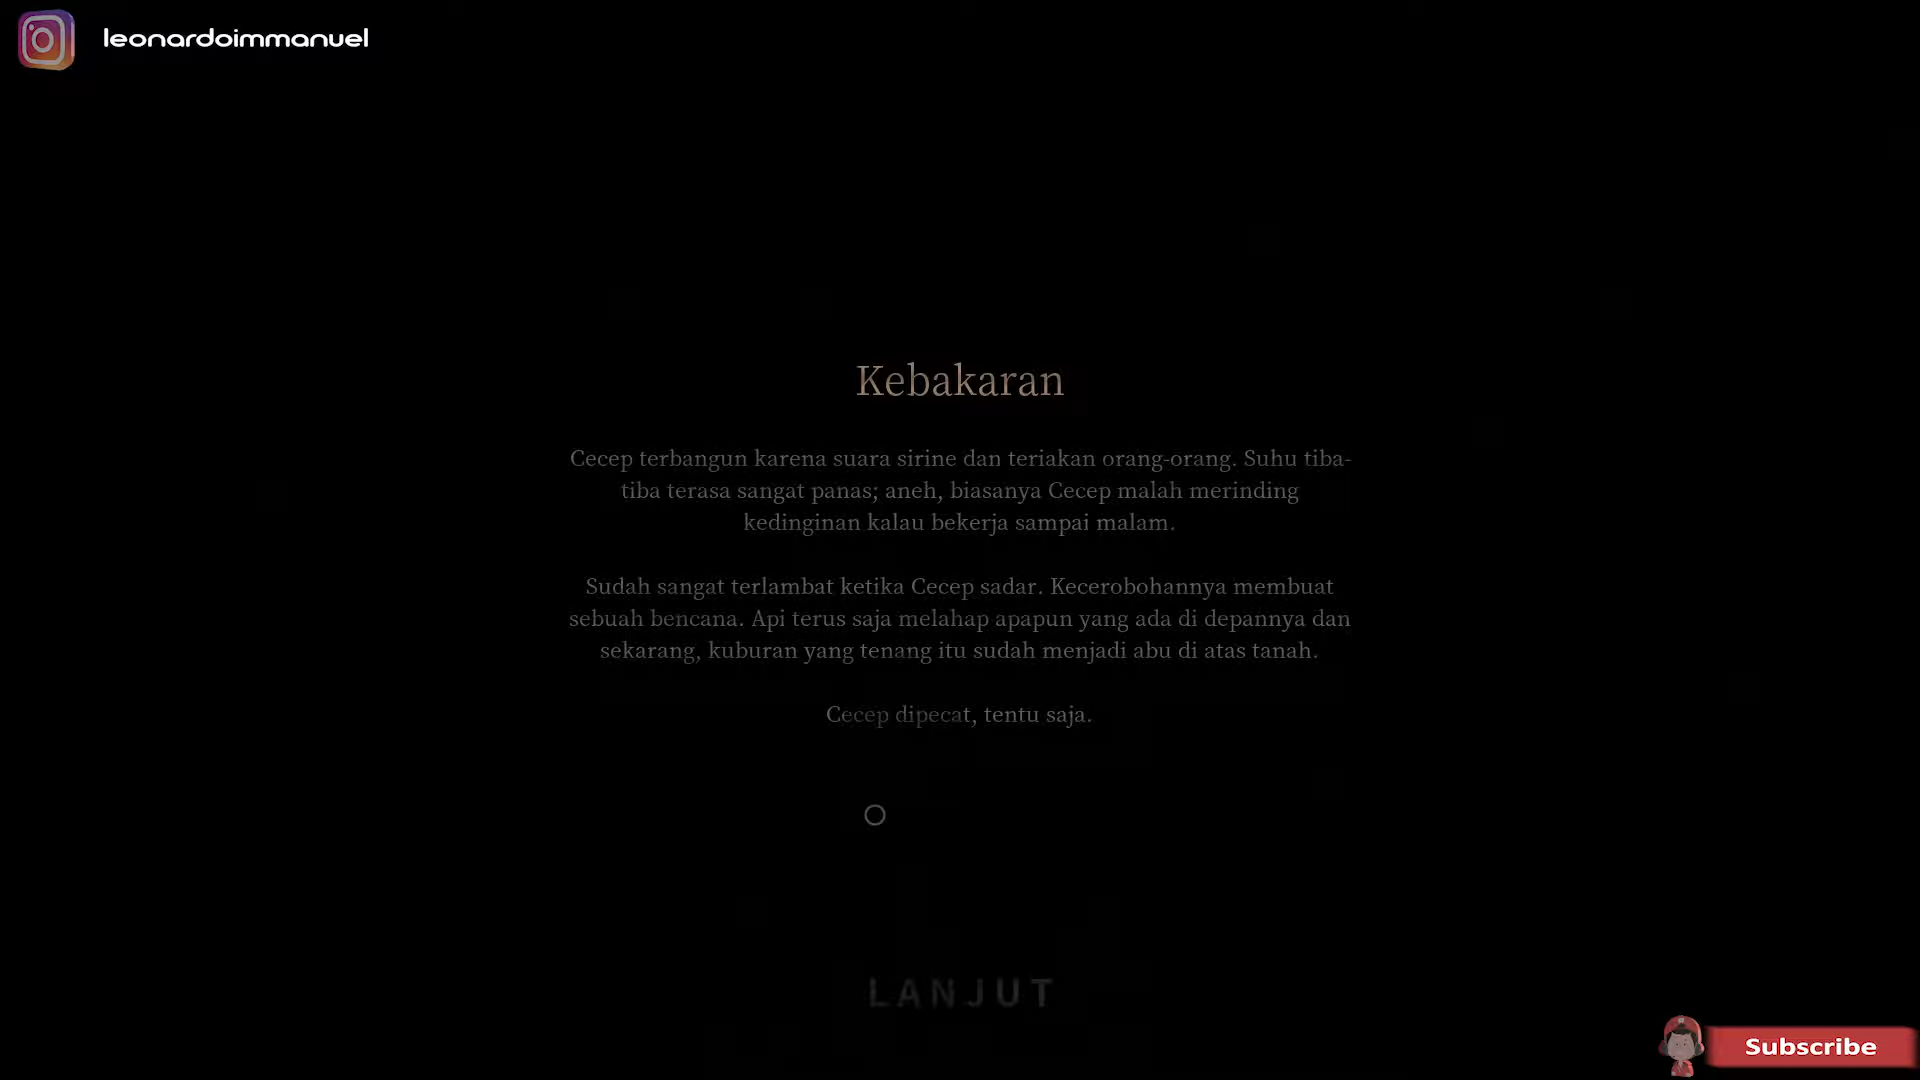 leonardoimmanuel
Kebakaran
Cecep terbangun karena suara sirine dan teriakan orang-orang. Suhu tiba-
tiba terasa sangat panas; aneh, biasanya Cecep malah merinding
kedinginan kalau bekerja sampai malam.
Sudah sangat terlambat ketika Cecep sadar. Kecerobohannya membuat
sebuah bencana. Api terus saja melahap apapun yang ada di depannya dan
sekarang, kuburan yang tenang itu sudah menjadi abu di atas tanah.
Cecep dipecat, tentu saja.
LANJUT
Subscribe